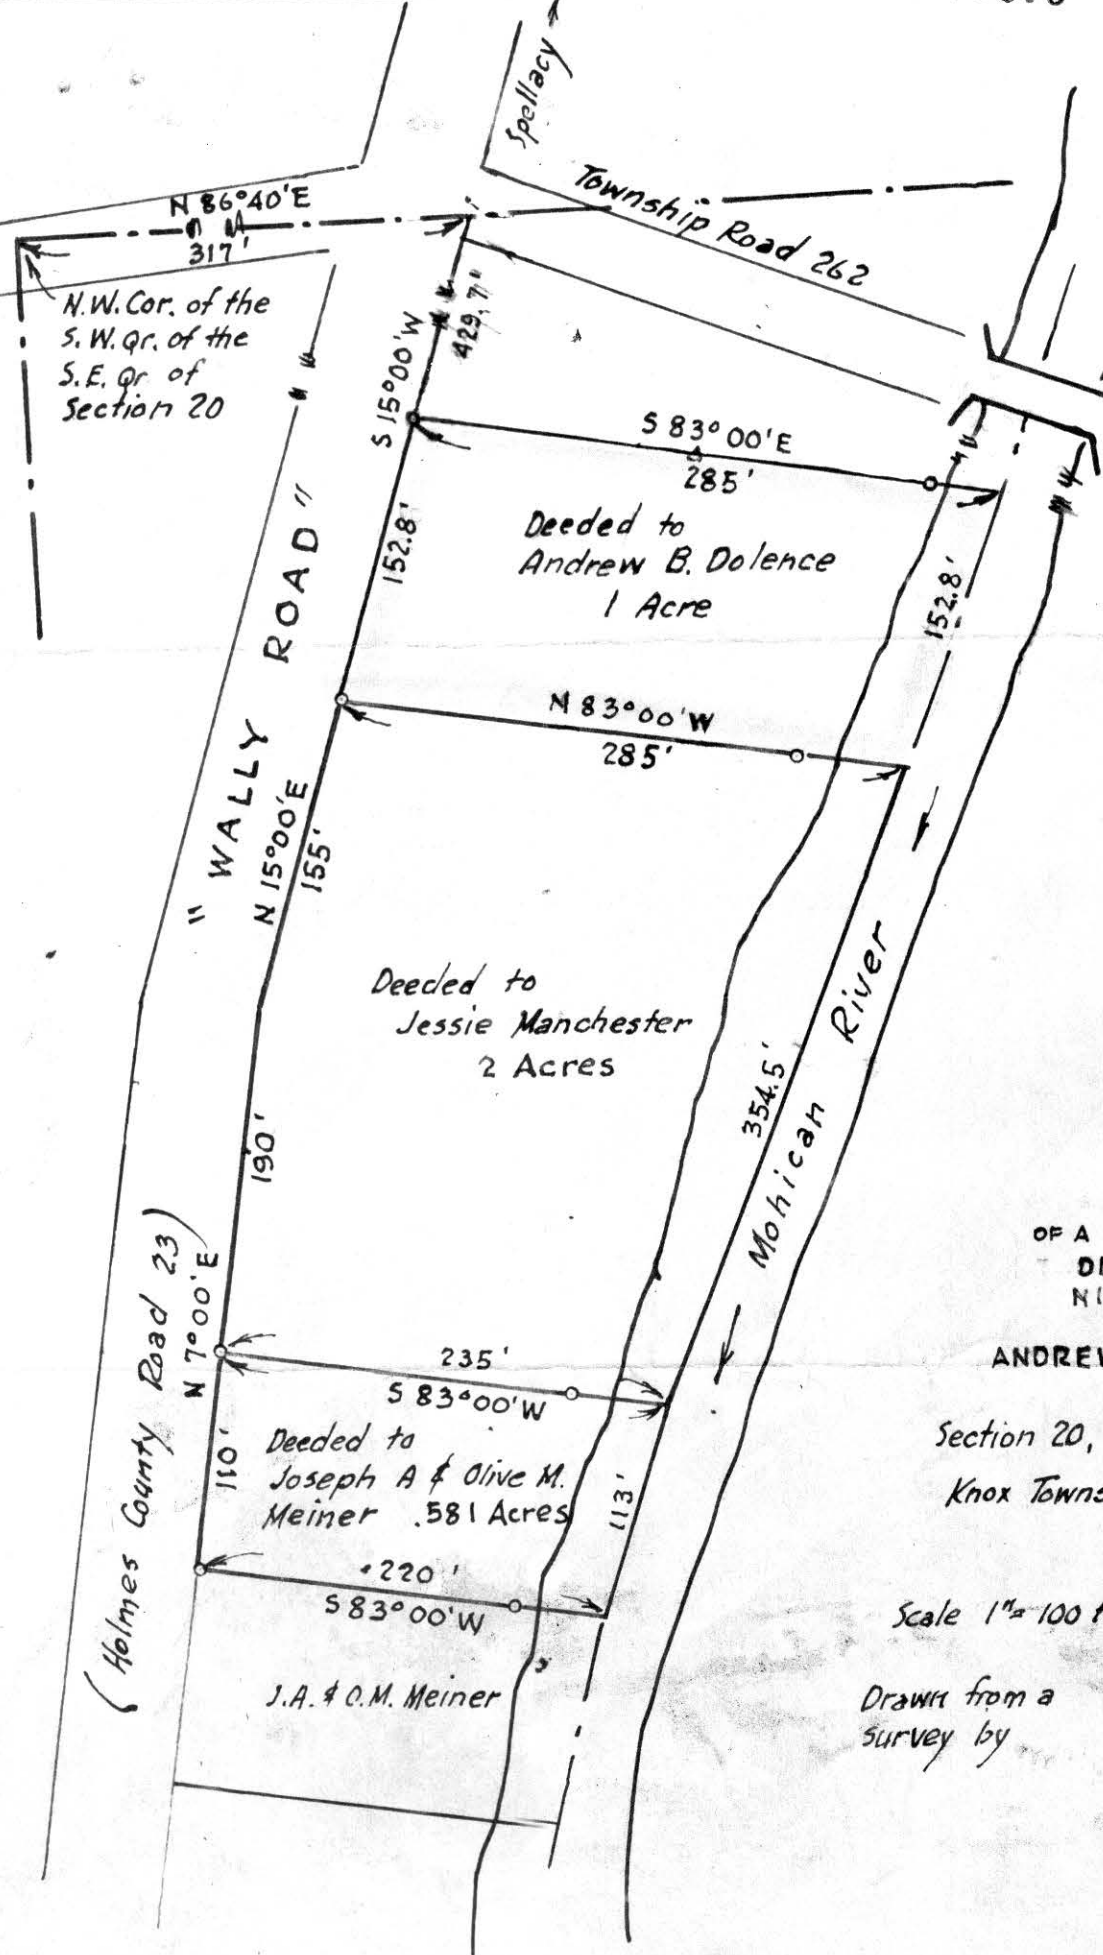 Spellacy
Township Road 262
N 86°40'E
317'
N.W. Cor. of the
S.W. Qr. of the
S.E. Qr of
Section 20
S 15°00'W
429.7'
S 83°00'E
285'
Deeded to
Andrew B. Dolence
1 Acre
152.8'
152.8'
N 83°00'W
285'
" WALLY ROAD "
N 15°00'E
155'
Deeded to
Jessie Manchester
2 Acres
190'
354.5'
Mohican River
(Holmes County Road 23)
N 7°00'E
235'
S 83°00'W
Deeded to
Joseph A & Olive M.
Meiner .581 Acres
110'
113'
220'
S 83°00'W
J.A. & O.M. Meiner
OF A
ANDREW
Section 20,
Knox Towns
Scale 1"= 100
Drawn from a
survey by